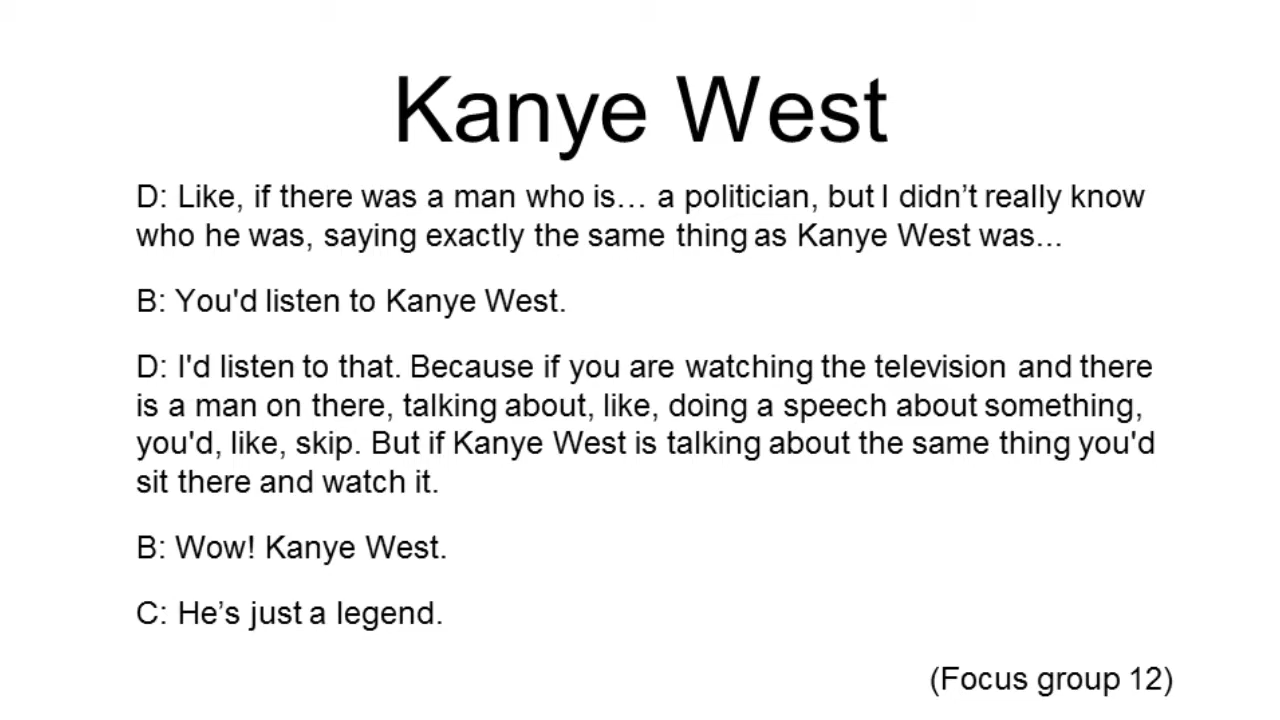 Kanye West
D: Like, if there was a man who is… a politician, but I didn’t really know
who he was, saying exactly the same thing as Kanye West was...
B: You'd listen to Kanye West.
D: I'd listen to that. Because if you are watching the television and there
is a man on there, talking about, like, doing a speech about something,
you'd, like, skip. But if Kanye West is talking about the same thing you'd
sit there and watch it.
B: Wow! Kanye West.
C: He’s just a legend.
(Focus group 12)